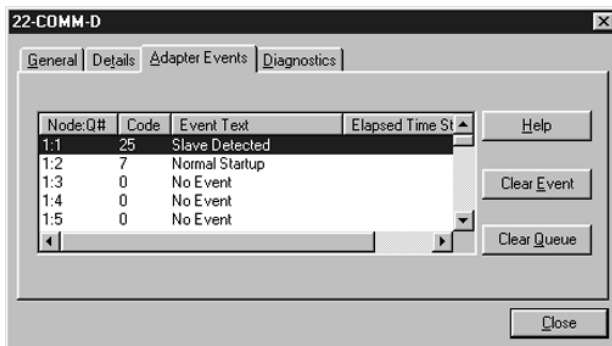 22-COMM-D
General Details Adapter Events Diagnostics
Node:Q# Code Event Text Elapsed Time St
1:1 25 Slave Detected
1:2 7 Normal Startup
1:3 0 No Event
1:4 0 No Event
1:5 0 No Event
Help
Clear Event
Clear Queue
Close